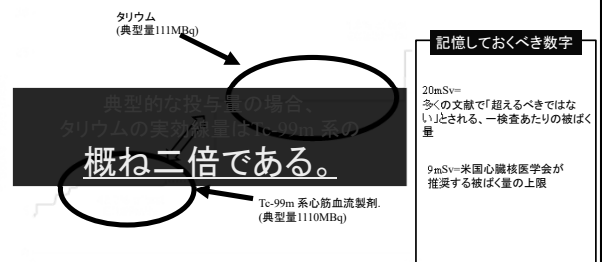 タリウム
(典型量111MBq)
典型的な投与量の場合、
タリウムの実効線量はTc-99m 系の
概ね二倍である。
Tc-99m 系心筋血流製剤.
(典型量1110MBq)
記憶しておくべき数字
20mSv=
多くの文献で「超えるべきではな
い」とされる、一検査あたりの被ばく
量
9mSv=米国心臓核医学会が
推奨する被ばく量の上限